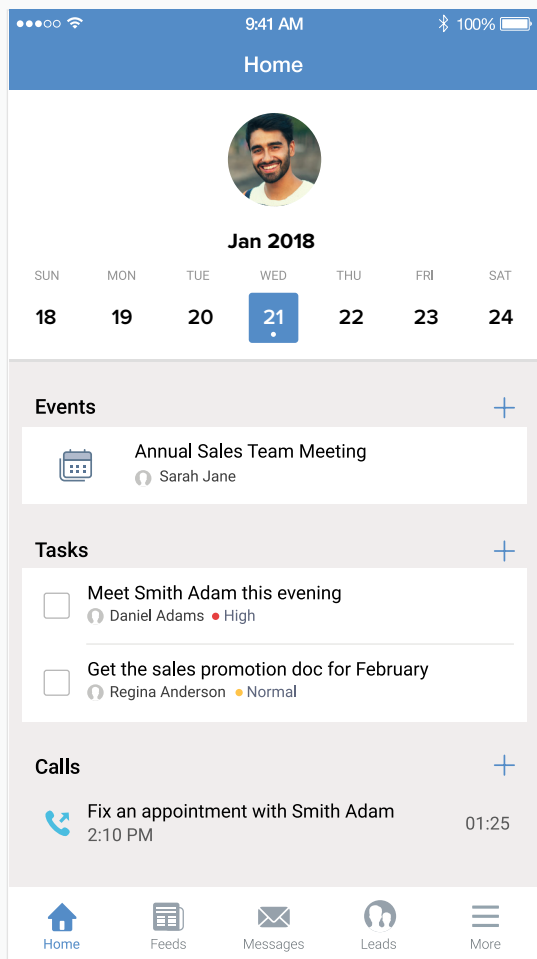 9:41 AM 100%
Home
Jan 2018
SUN MON TUE WED THU FRI SAT
18 19 20 21 22 23 24
Events
Annual Sales Team Meeting
Sarah Jane
Tasks
Meet Smith Adam this evening
Daniel Adams High
Get the sales promotion doc for February
Regina Anderson Normal
Calls
Fix an appointment with Smith Adam
2:10 PM 01:25
Home Feeds Messages Leads More